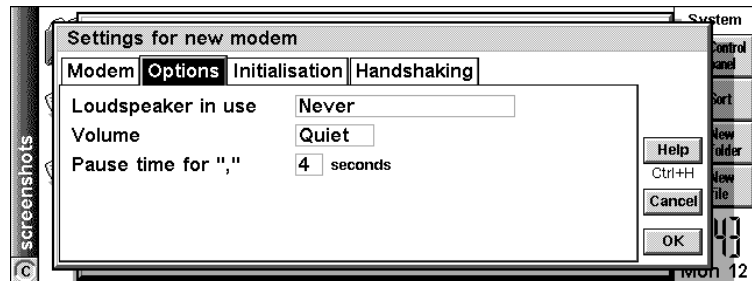 System
Settings for new modem
Control
panel
Modem Options Initialisation Handshaking
Loudspeaker in use Never
Sort
Volume Quiet
New
folder
Pause time for "," 4 seconds
Help
Ctrl+H
New
file
Cancel
OK
screenshots
Mon 12